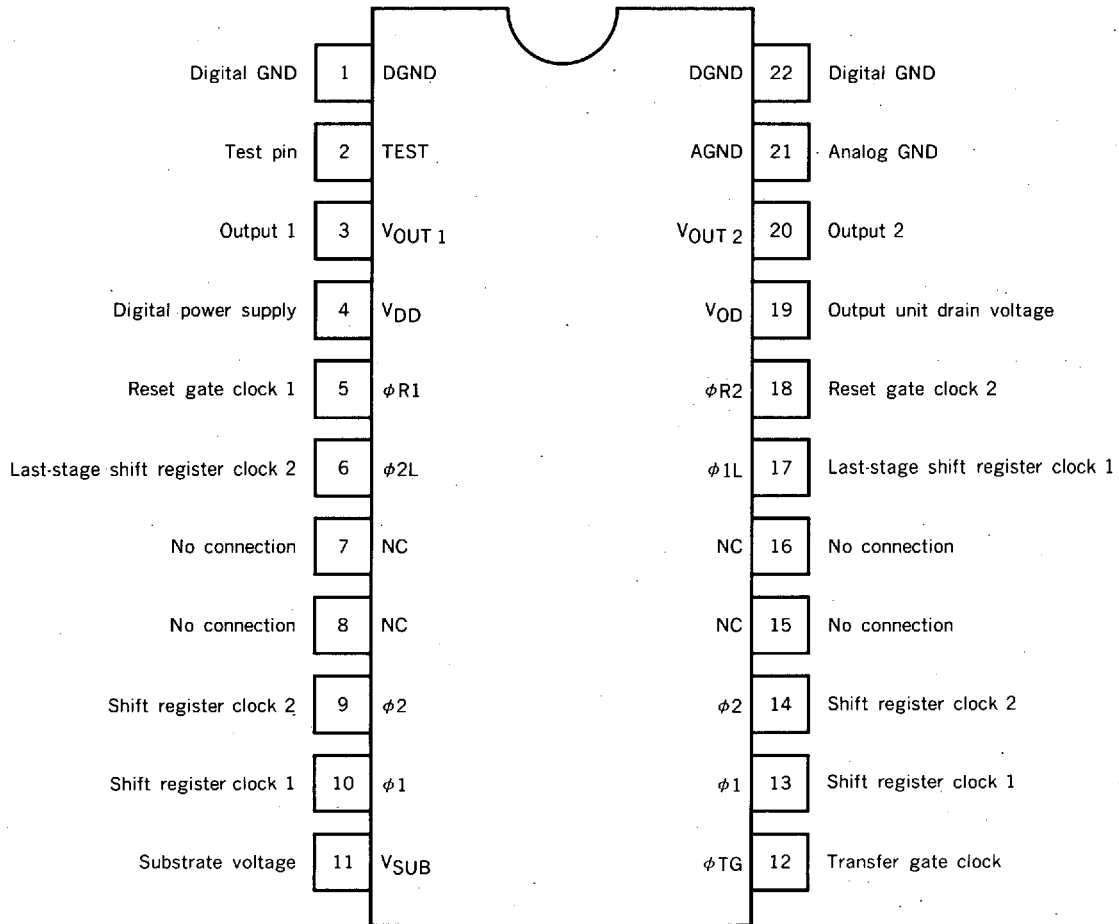 Digital GND 1 DGND DGND 22 Digital GND
Test pin 2 TEST AGND 21 Analog GND
Output 1 3 VOUT 1 VOUT 2 20 Output 2
Digital power supply 4 VDD VOD 19 Output unit drain voltage
Reset gate clock 1 5 φR1 φR2 18 Reset gate clock 2
Last-stage shift register clock 2 6 φ2L φ1L 17 Last-stage shift register clock 1
No connection 7 NC NC 16 No connection
No connection 8 NC NC 15 No connection
Shift register clock 2 9 φ2 φ2 14 Shift register clock 2
Shift register clock 1 10 φ1 φ1 13 Shift register clock 1
Substrate voltage 11 VSUB φTG 12 Transfer gate clock